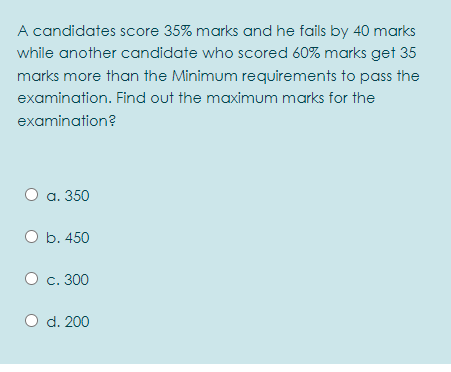 A candidates score 35% marks and he fails by 40 marks
while another candidate who scored 60% marks get 35
marks more than the Minimum requirements to pass the
examination. Find out the maximum marks for the
examination?
a. 350
b. 450
c. 300
d. 200